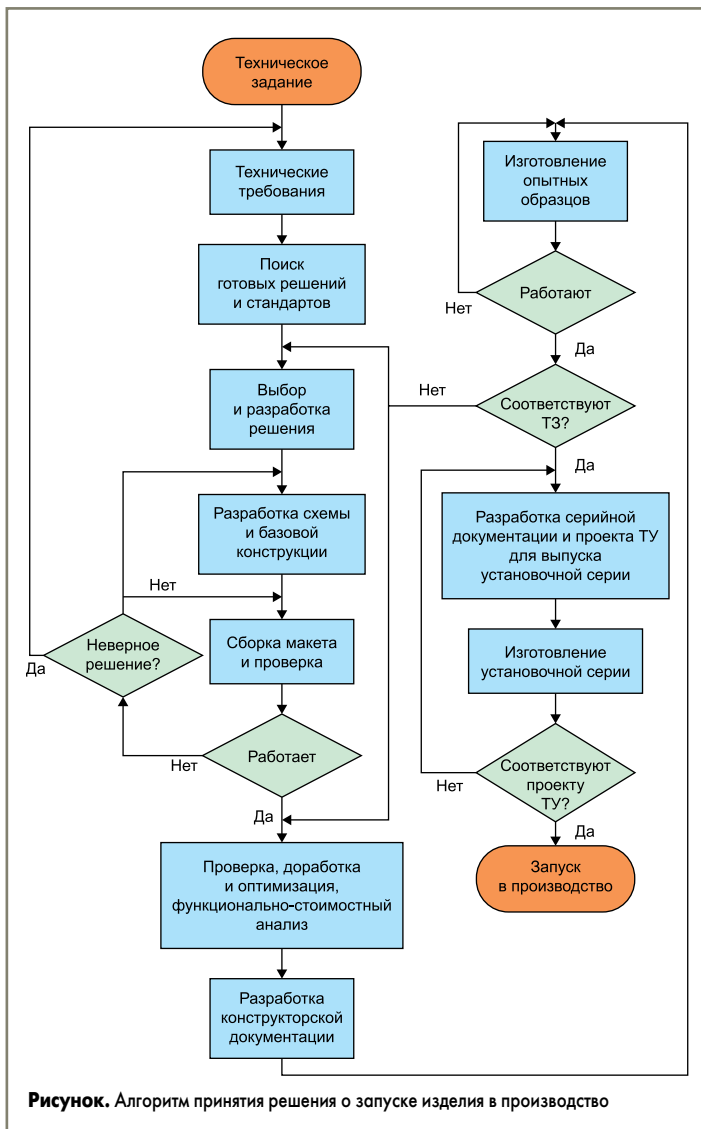 Техническое
задание
Технические
требования
Поиск
готовых решений
и стандартов
Выбор
и разработка
решения
Разработка схемы
и базовой
конструкции
Нет
Сборка макета
и проверка
Неверное
решение?
Да
Работает
Нет
Да
Проверка, доработка
и оптимизация,
функционально-стоимостный
анализ
Разработка
конструкторской
документации
Изготовление
опытных
образцов
Работают
Нет
Да
Соответствуют
ТЗ?
Нет
Да
Разработка серийной
документации и проекта ТУ
для выпуска
установочной серии
Изготовление
установочной серии
Соответствуют
проекту
ТУ?
Нет
Да
Запуск
в производство
Рисунок. Алгоритм принятия решения о запуске изделия в производство